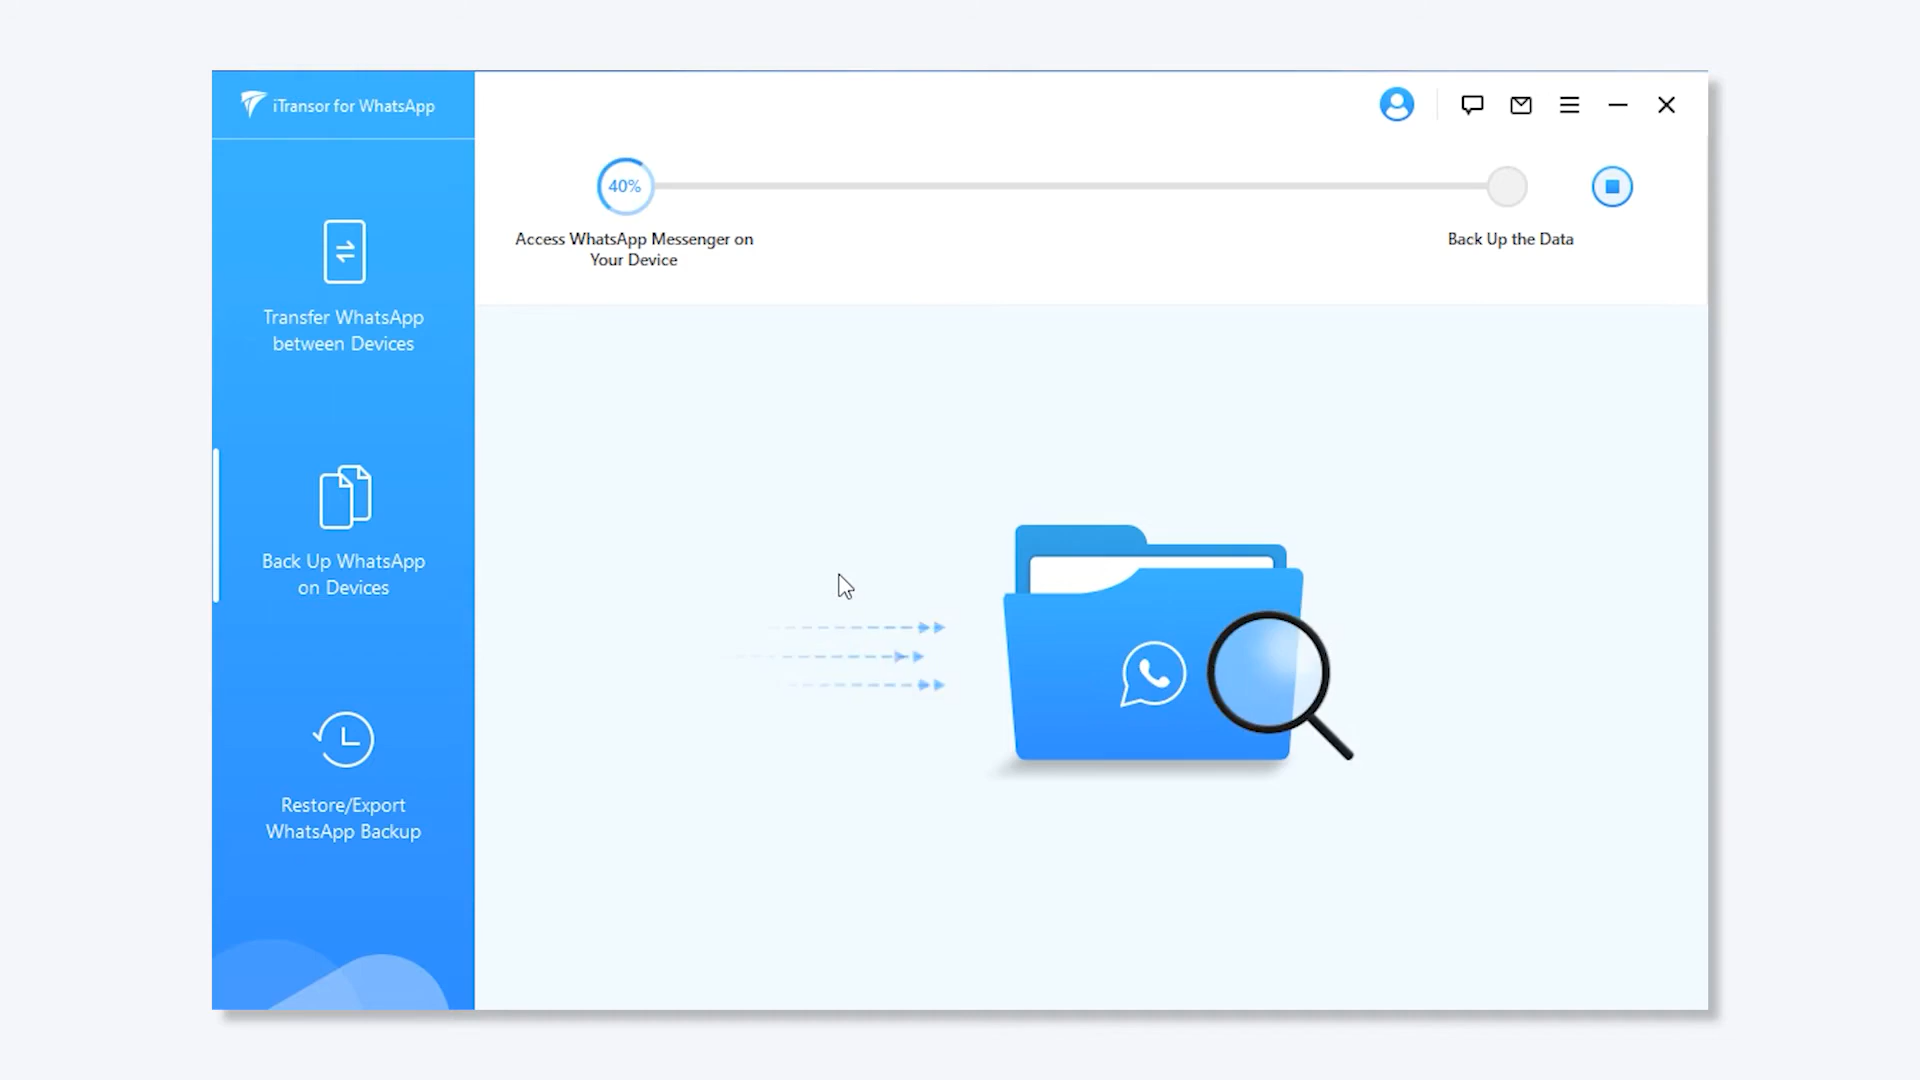 iTransor for WhatsApp
40%
Access WhatsApp Messenger on
Your Device
Back Up the Data
Transfer WhatsApp
between Devices
Back Up WhatsApp
on Devices
Restore/Export
WhatsApp Backup